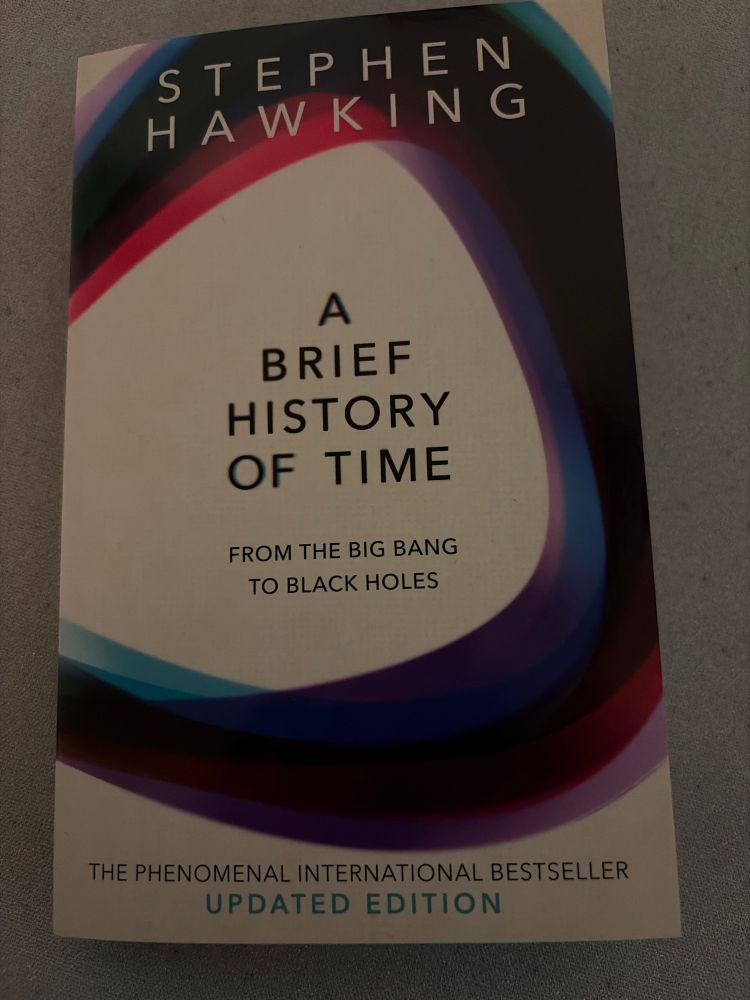 STEPHEN
HAWKING
A
BRIEF
HISTORY
OF TIME
FROM THE BIG BANG
TO BLACK HOLES
THE PHENOMENAL INTERNATIONAL BESTSELLER
UPDATED EDITION